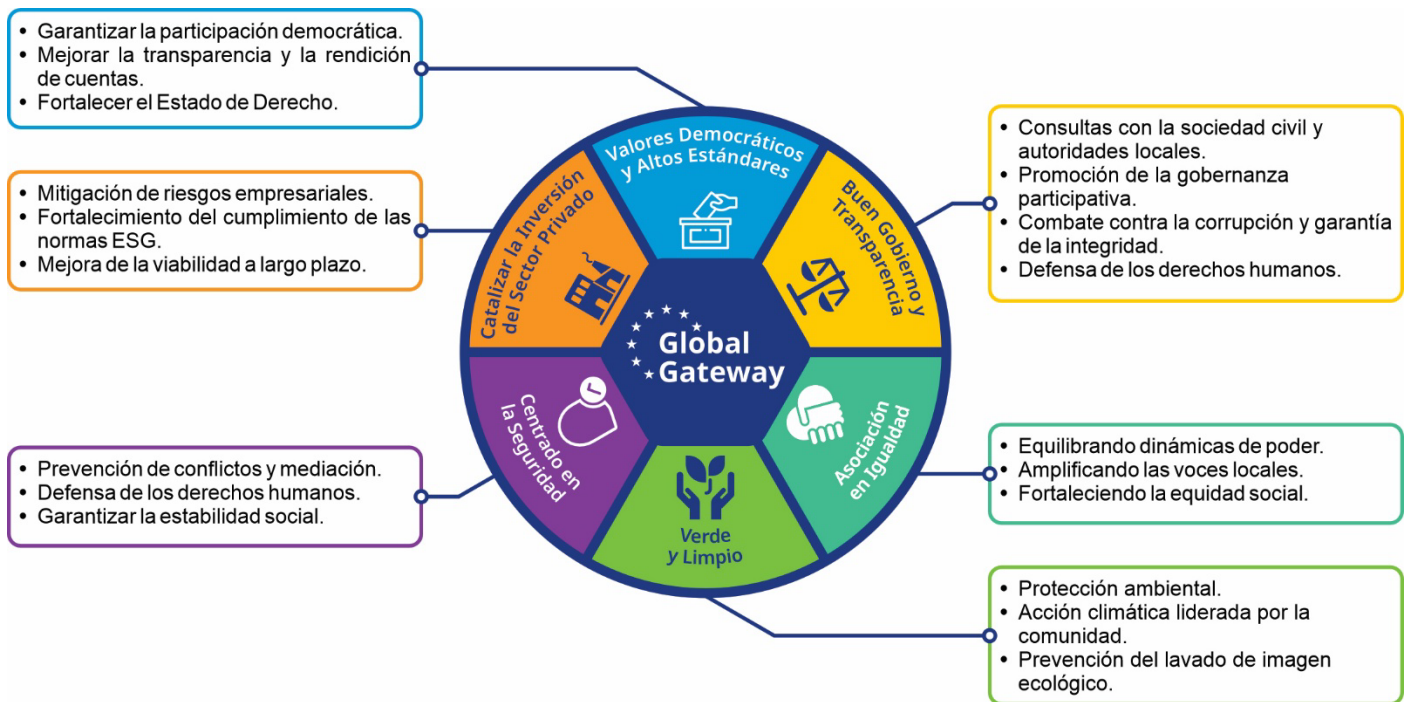 • Garantizar la participación democrática.
• Mejorar la transparencia y la rendición
de cuentas.
• Fortalecer el Estado de Derecho.
• Mitigación de riesgos empresariales.
• Fortalecimiento del cumplimiento de las
normas ESG.
• Mejora de la viabilidad a largo plazo.
• Prevención de conflictos y mediación.
• Defensa de los derechos humanos.
• Garantizar la estabilidad social.
Valores Democráticos
y Altos Estándares
Buen Gobierno y
Transparencia
Asociación
en Igualdad
Verde
y Limpio
Centrado en
la Seguridad
Catalizar la Inversión
del Sector Privado
Global
Gateway
• Consultas con la sociedad civil y
autoridades locales.
• Promoción de la gobernanza
participativa.
• Combate contra la corrupción y garantía
de la integridad.
• Defensa de los derechos humanos.
• Equilibrando dinámicas de poder.
• Amplificando las voces locales.
• Fortaleciendo la equidad social.
• Protección ambiental.
• Acción climática liderada por la
comunidad.
• Prevención del lavado de imagen
ecológico.